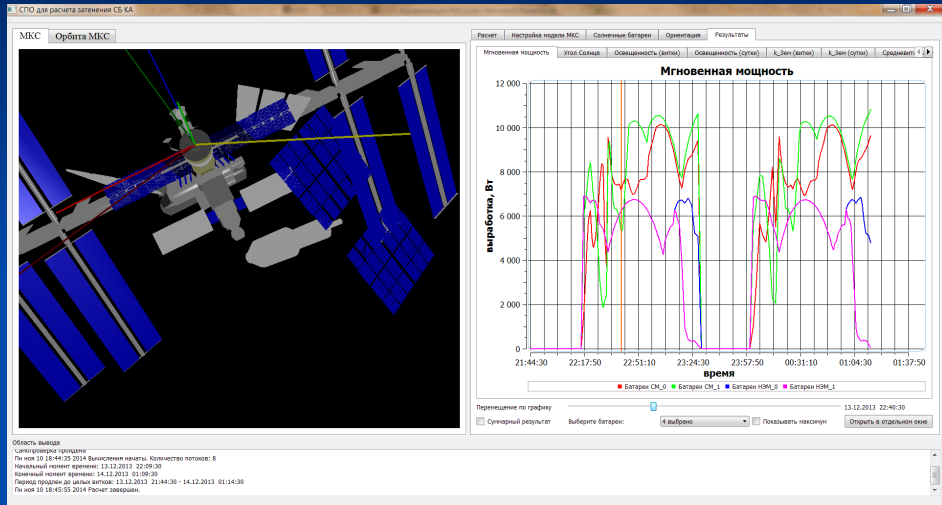 СПО для расчета затенения СБ КА
МКС Орбита МКС
Расчет Настройка модели МКС Солнечные батареи Ориентация Результаты
Мгновенная мощность Угол Солнца Освещенность (витки) Освещенность (сутки) k_Зем (витки) k_Зем (сутки) Средневит
Мгновенная мощность
выработка, Вт
12 000
10 000
8 000
6 000
4 000
2 000
0
21:44:30 22:17:50 22:51:10 23:24:30 23:57:50 00:31:10 01:04:30 01:37:50
время
Батареи СМ_0 Батареи СМ_1 Батареи НЭМ_0 Батареи НЭМ_1
Перемещение по графику 13.12.2013 22:40:30
Суммарный результат Выберите батареи: 4 выбрано Показывать максимум Открыть в отдельном окне
Область вывода
Самопроверка пройдена
Пн ноя 10 18:44:35 2014 Вычисления начаты. Количество потоков: 8
Начальный момент времени: 13.12.2013 22:09:30
Конечный момент времени: 14.12.2013 01:09:30
Период продлен до целых витков: 13.12.2013 21:44:30 - 14.12.2013 01:14:30
Пн ноя 10 18:45:55 2014 Расчет завершен.